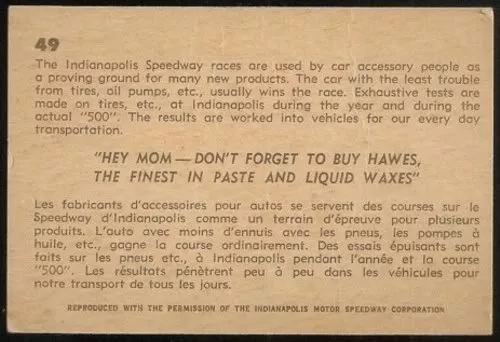 49
The Indianapolis Speedway races are used by car accessory people as
a proving ground for many new products. The car with the least trouble
from tires, oil pumps, etc., usually wins the race. Exhaustive tests are
made on tires, etc., at Indianapolis during the year and during the
actual "500". The results are worked into vehicles for our every day
transportation.
"HEY MOM — DON'T FORGET TO BUY HAWES,
THE FINEST IN PASTE AND LIQUID WAXES"
Les fabricants d'accessoires pour autos se servent des courses sur le
Speedway d'Indianapolis comme un terrain d'épreuve pour plusieurs
produits. L'auto avec moins d'ennuis avec les pneus, les pompes à
huile, etc., gagne la course ordinairement. Des essais épuisants sont
faits sur les pneus etc., à Indianapolis pendant l'année et la course
"500". Les résultats pénètrent peu à peu dans les véhicules pour
notre transport de tous les jours.
REPRODUCED WITH THE PERMISSION OF THE INDIANAPOLIS MOTOR SPEEDWAY CORPORATION